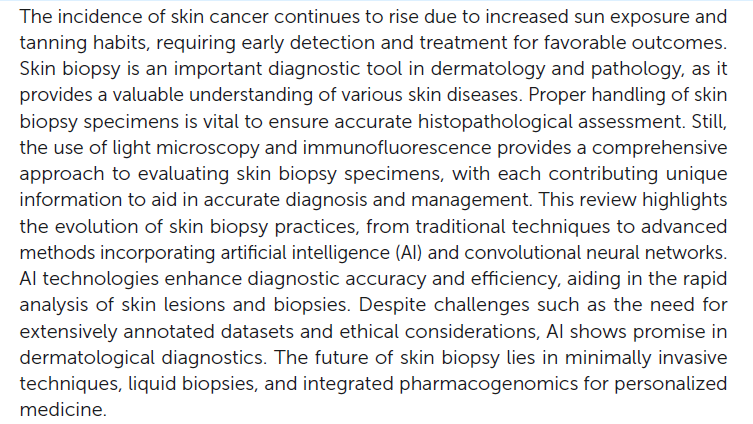 The incidence of skin cancer continues to rise due to increased sun exposure and
tanning habits, requiring early detection and treatment for favorable outcomes.
Skin biopsy is an important diagnostic tool in dermatology and pathology, as it
provides a valuable understanding of various skin diseases. Proper handling of skin
biopsy specimens is vital to ensure accurate histopathological assessment. Still,
the use of light microscopy and immunofluorescence provides a comprehensive
approach to evaluating skin biopsy specimens, with each contributing unique
information to aid in accurate diagnosis and management. This review highlights
the evolution of skin biopsy practices, from traditional techniques to advanced
methods incorporating artificial intelligence (AI) and convolutional neural networks.
AI technologies enhance diagnostic accuracy and efficiency, aiding in the rapid
analysis of skin lesions and biopsies. Despite challenges such as the need for
extensively annotated datasets and ethical considerations, AI shows promise in
dermatological diagnostics. The future of skin biopsy lies in minimally invasive
techniques, liquid biopsies, and integrated pharmacogenomics for personalized
medicine.